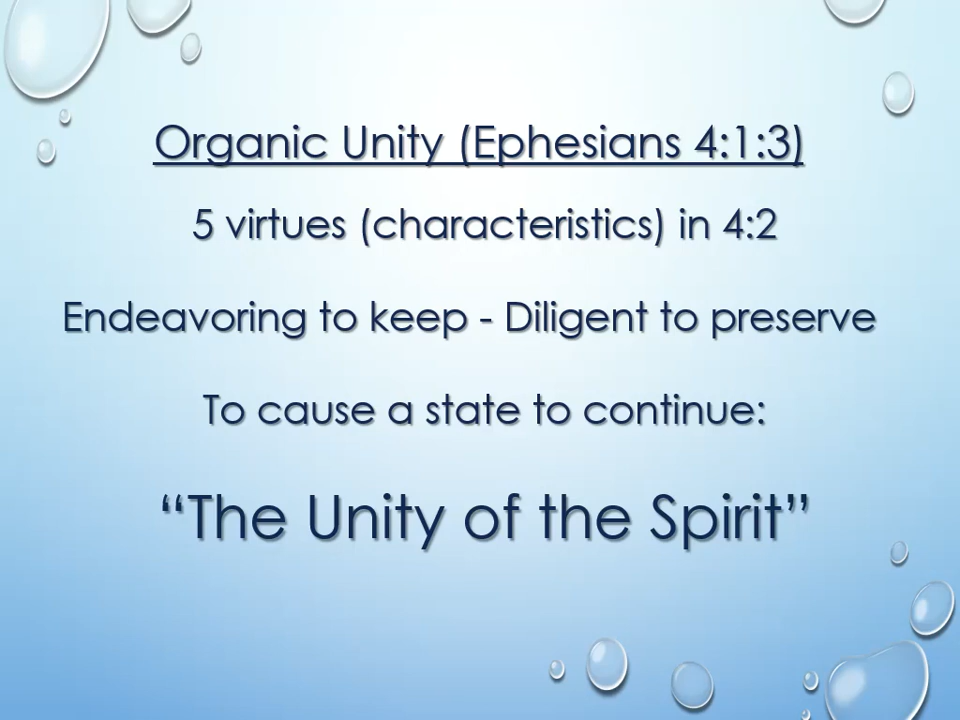 Organic Unity (Ephesians 4:1:3)
5 virtues (characteristics) in 4:2
Endeavoring to keep - Diligent to preserve
To cause a state to continue:
“The Unity of the Spirit”